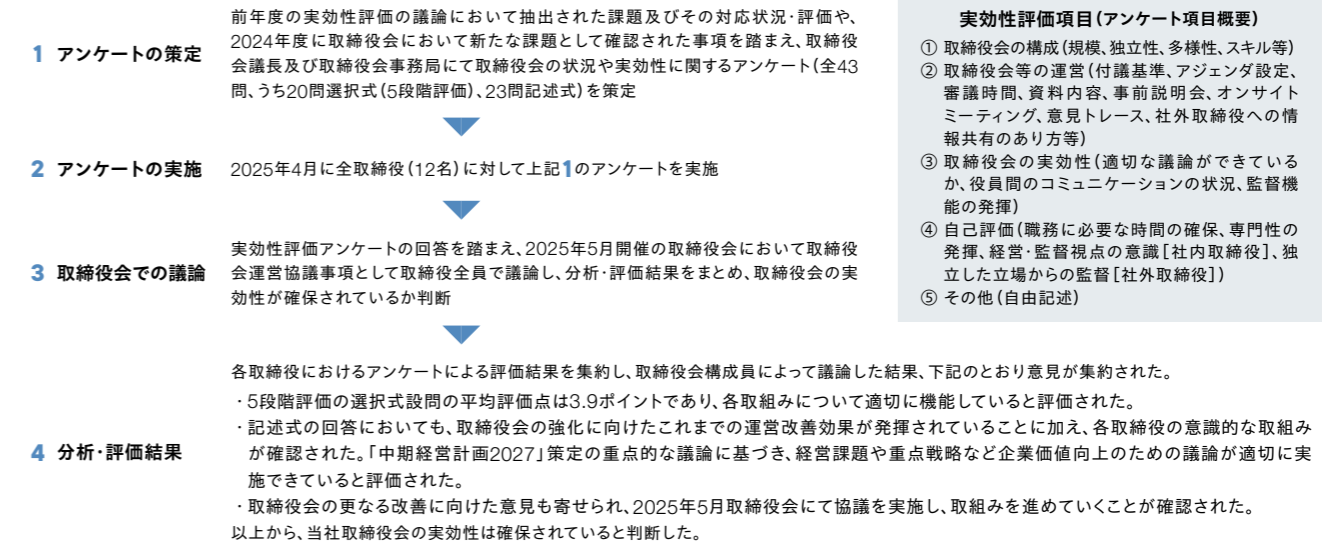 1 アンケートの策定
前年度の実効性評価の議論において抽出された課題及びその対応状況・評価や、
2024年度に取締役会において新たな課題として確認された事項を踏まえ、取締役
会議長及び取締役会事務局にて取締役会の状況や実効性に関するアンケート(全43
問、うち20問選択式(5段階評価)、23問記述式)を策定
2 アンケートの実施
2025年4月に全取締役(12名)に対して上記1のアンケートを実施
3 取締役会での議論
実効性評価アンケートの回答を踏まえ、2025年5月開催の取締役会において取締役
会運営協議事項として取締役全員で議論し、分析・評価結果をまとめ、取締役会の実
効性が確保されているか判断
実効性評価項目(アンケート項目概要)
① 取締役会の構成(規模、独立性、多様性、スキル等)
② 取締役会等の運営(付議基準、アジェンダ設定、
審議時間、資料内容、事前説明会、オンサイト
ミーティング、意見トレース、社外取締役への情
報共有のあり方等)
③ 取締役会の実効性(適切な議論ができている
か、役員間のコミュニケーションの状況、監督機
能の発揮)
④ 自己評価(職務に必要な時間の確保、専門性の
発揮、経営・監督視点の意識[社内取締役]、独
立した立場からの監督[社外取締役])
⑤ その他(自由記述)
4 分析・評価結果
各取締役におけるアンケートによる評価結果を集約し、取締役会構成員によって議論した結果、下記のとおり意見が集約された。
・5段階評価の選択式設問の平均評価点は3.9ポイントであり、各取組みについて適切に機能していると評価された。
・記述式の回答においても、取締役会の強化に向けたこれまでの運営改善効果が発揮されていることに加え、各取締役の意識的な取組み
が確認された。「中期経営計画2027」策定の重点的な議論に基づき、経営課題や重点戦略など企業価値向上のための議論が適切に実
施できていると評価された。
・取締役会の更なる改善に向けた意見も寄せられ、2025年5月取締役会にて協議を実施し、取組みを進めていくことが確認された。
以上から、当社取締役会の実効性は確保されていると判断した。